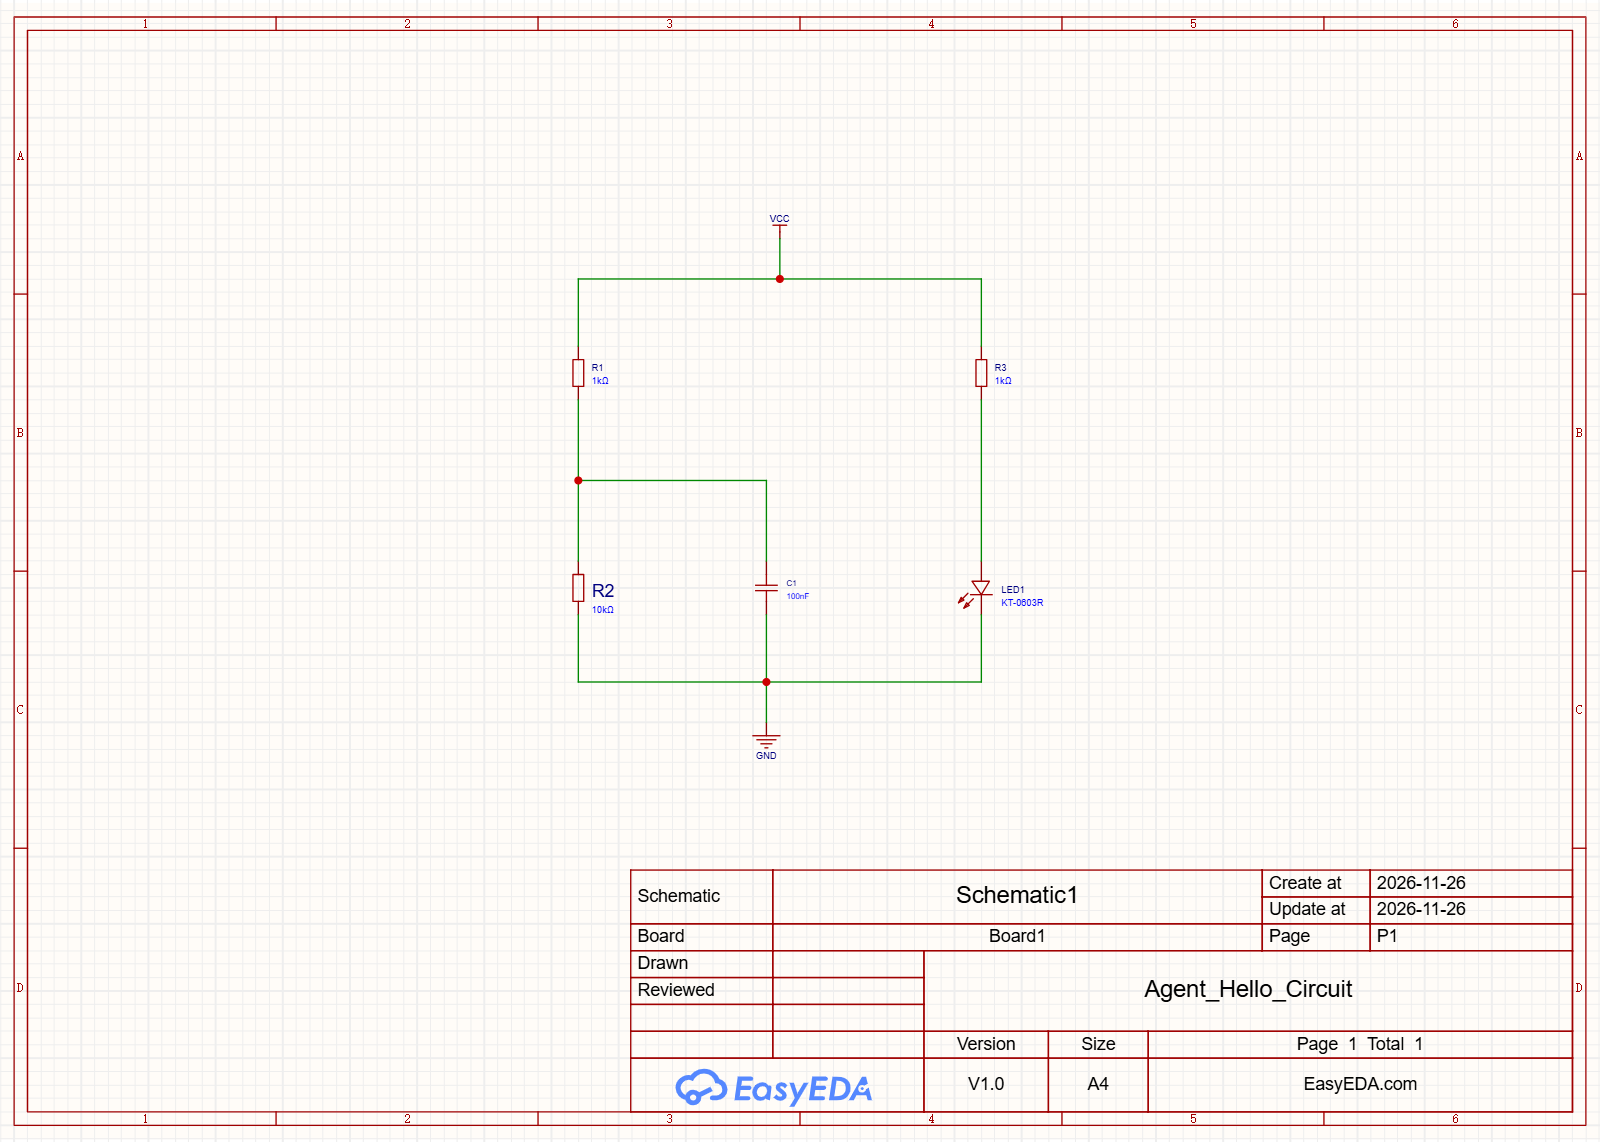 1 2 3 4 5 6
A A
VCC
R1
1kΩ
R3
1kΩ
B B
R2
10kΩ
C1
100nF
LED1
KT-0603R
C C
GND
Schematic Schematic1 Create at 2026-11-26
Update at 2026-11-26
Board Board1 Page P1
Drawn
Reviewed
Agent_Hello_Circuit
D D
Version Size Page 1 Total 1
EasyEDA V1.0 A4 EasyEDA.com
1 2 3 4 5 6